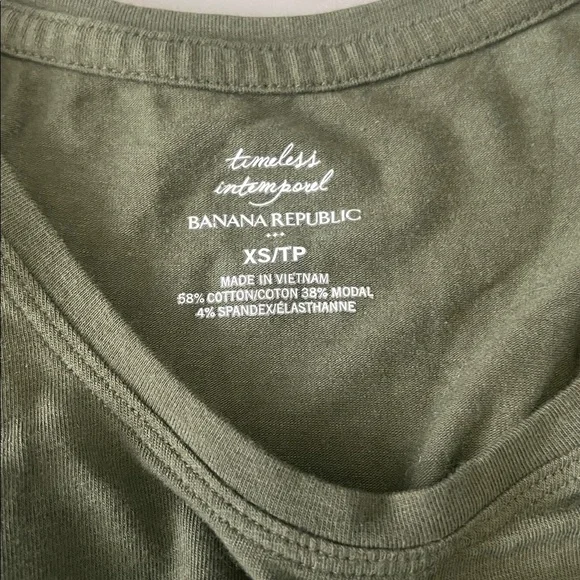 timeless
intemporel
BANANA REPUBLIC
XS/TP
MADE IN VIETNAM
58% COTTON/COTON 38% MODAL
4% SPANDEX/ÉLASTHANNE